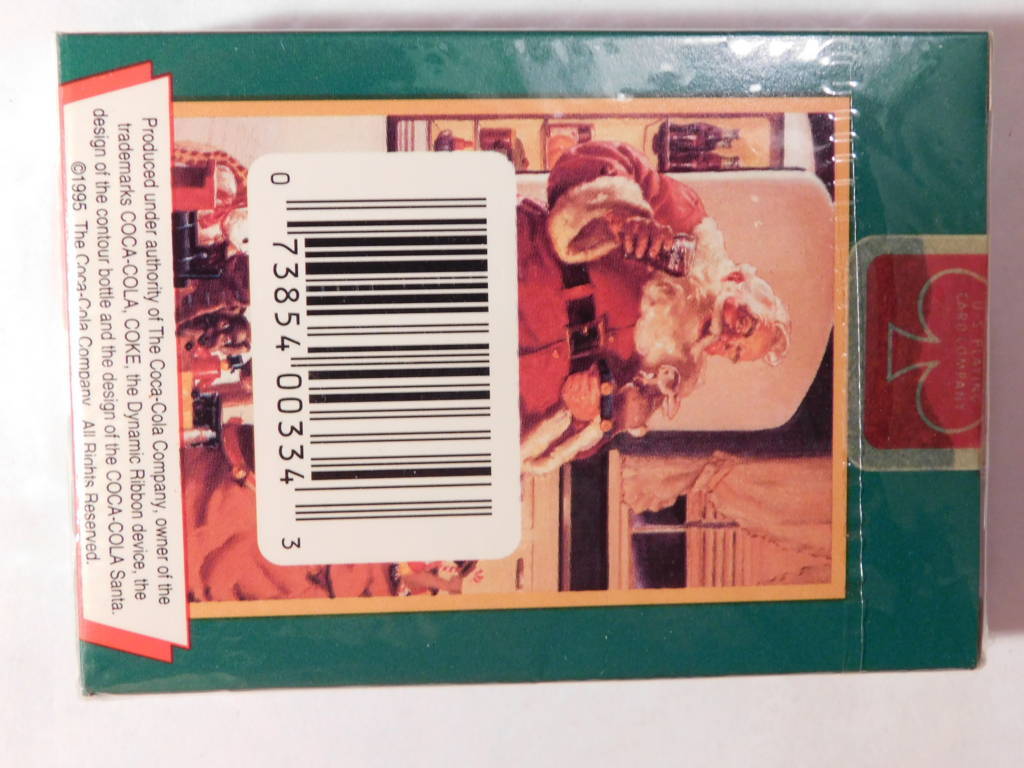 U.S. PLAYING
CARD COMPANY
0 73854 00334 3
Produced under authority of The Coca-Cola Company, owner of the
trademarks COCA-COLA, COKE, the Dynamic Ribbon device, the
design of the contour bottle and the design of the COCA-COLA Santa.
©1995 The Coca-Cola Company All Rights Reserved.